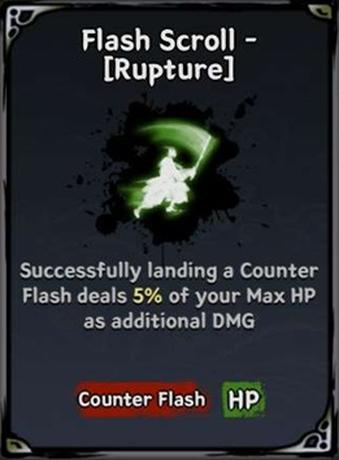 Flash Scroll -
[Rupture]
Successfully landing a Counter
Flash deals 5% of your Max HP
as additional DMG
Counter Flash HP